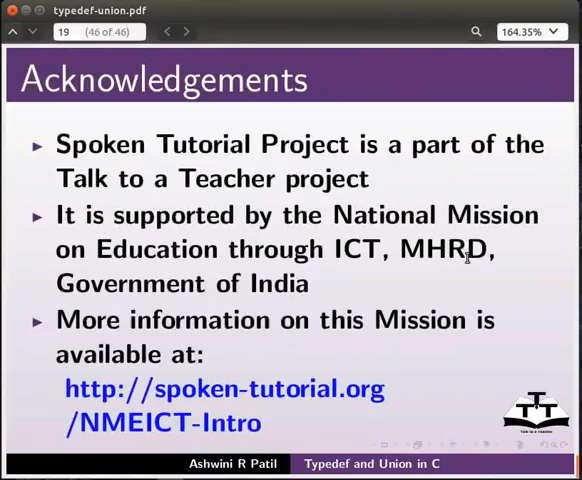 typedef-union.pdf
19 (46 of 46) 164.35%
Acknowledgements
Spoken Tutorial Project is a part of the
Talk to a Teacher project
It is supported by the National Mission
on Education through ICT, MHRD,
Government of India
More information on this Mission is
available at:
http://spoken-tutorial.org
/NMEICT-Intro
Ashwini R Patil Typedef and Union in C